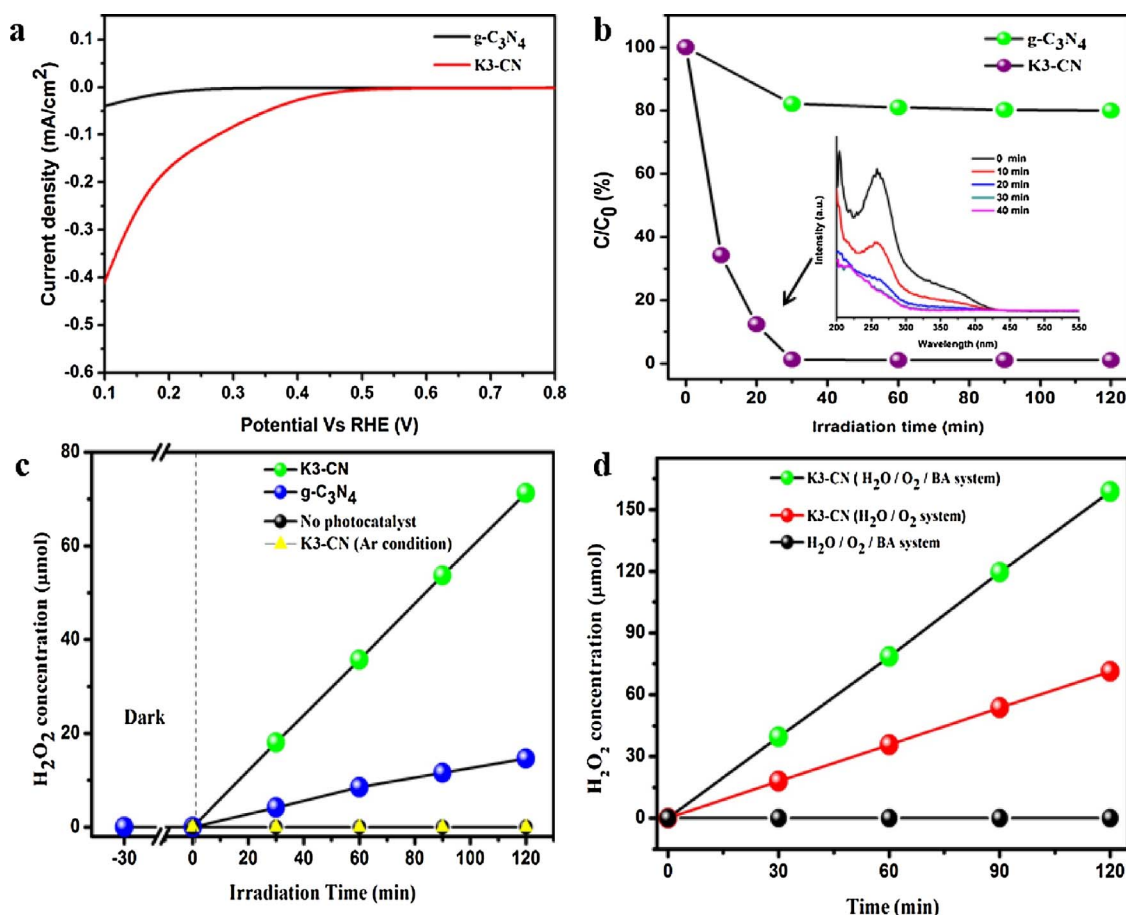 a
0.1
0.0
-0.1
-0.2
-0.3
-0.4
-0.5
-0.6
Current density (mA/cm²)
g-C₃N₄
K3-CN
0.1 0.2 0.3 0.4 0.5 0.6 0.7 0.8
Potential Vs RHE (V)
b
100
80
60
40
20
0
C/C₀ (%)
g-C₃N₄
K3-CN
0 min
10 min
20 min
30 min
40 min
Intensity (a.u.)
200 250 300 350 400 450 500 550
Wavelength (nm)
0 20 40 60 80 100 120
Irradiation time (min)
c
80
60
40
20
0
H₂O₂ concentration (μmol)
K3-CN
g-C₃N₄
No photocatalyst
K3-CN (Ar condition)
Dark
-30 0 20 40 60 80 100 120
Irradiation Time (min)
d
150
120
90
60
30
0
H₂O₂ concentration (μmol)
K3-CN ( H₂O / O₂ / BA system)
K3-CN (H₂O / O₂ system)
H₂O / O₂ / BA system
0 30 60 90 120
Time (min)